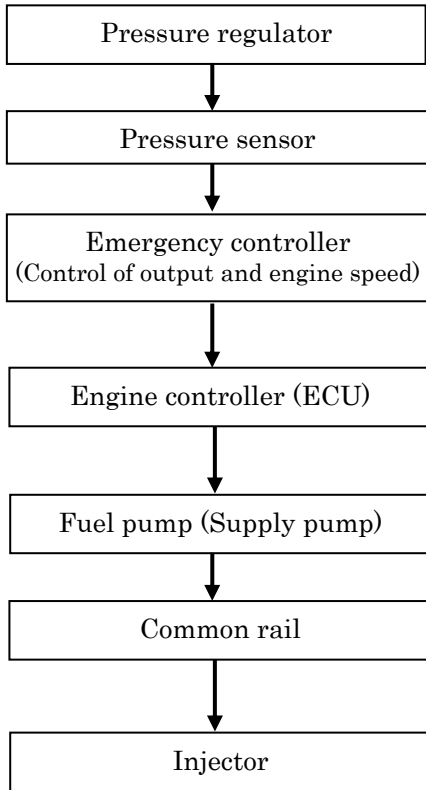 Pressure regulator
Pressure sensor
Emergency controller
(Control of output and engine speed)
Engine controller (ECU)
Fuel pump (Supply pump)
Common rail
Injector